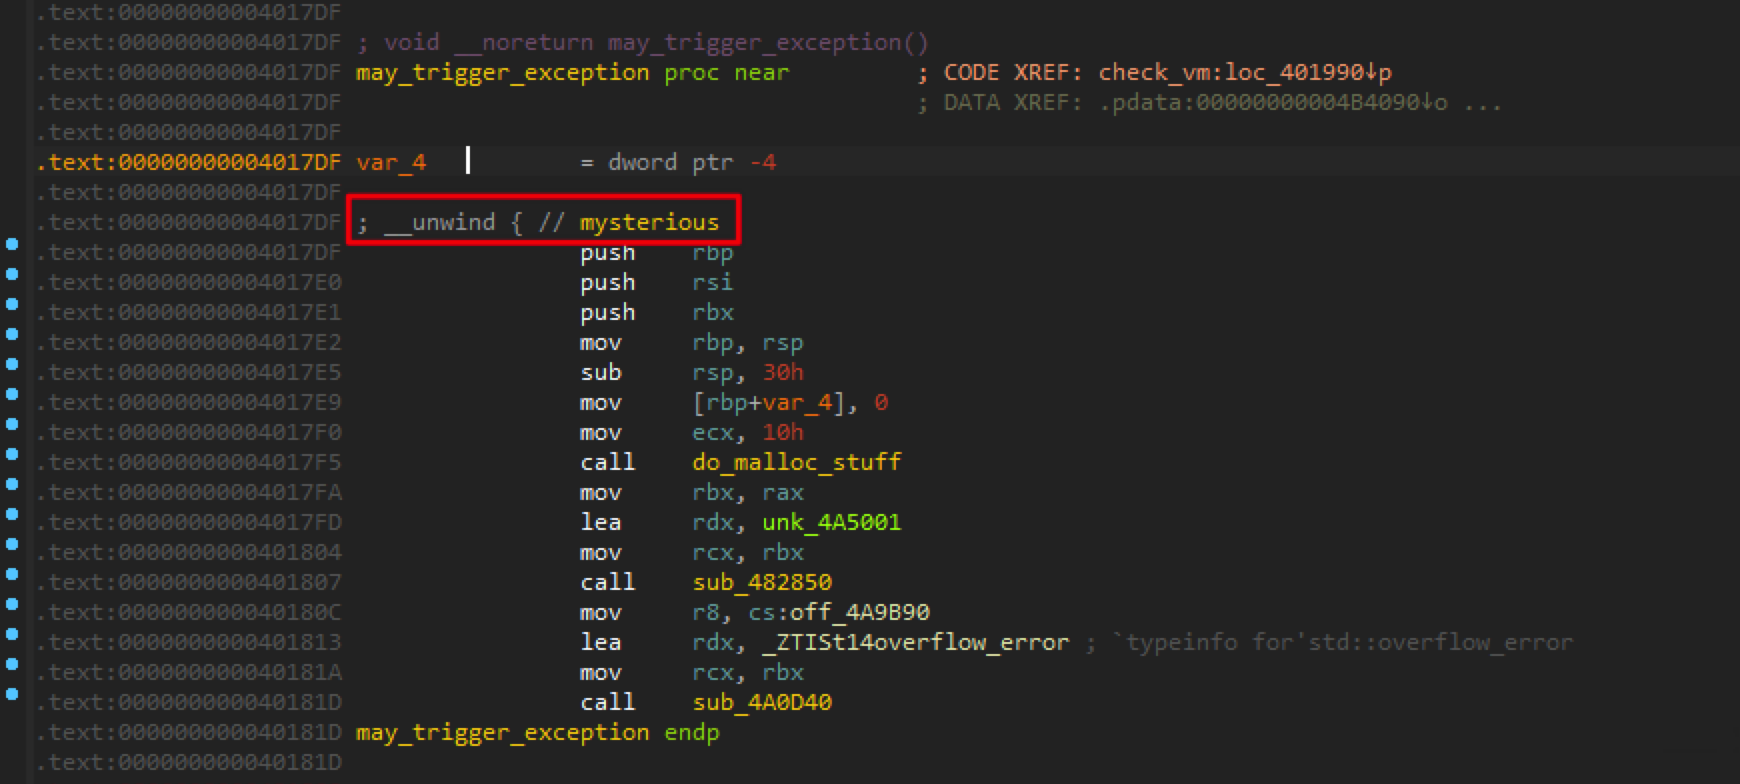 .text:00000000004017DF
.text:00000000004017DF ; void __noreturn may_trigger_exception()
.text:00000000004017DF may_trigger_exception proc near ; CODE XREF: check_vm:loc_401990↓p
.text:00000000004017DF ; DATA XREF: .pdata:00000000004B4090↓o ...
.text:00000000004017DF
.text:00000000004017DF var_4 = dword ptr -4
.text:00000000004017DF
.text:00000000004017DF ; __unwind { // mysterious
.text:00000000004017DF push rbp
.text:00000000004017E0 push rsi
.text:00000000004017E1 push rbx
.text:00000000004017E2 mov rbp, rsp
.text:00000000004017E5 sub rsp, 30h
.text:00000000004017E9 mov [rbp+var_4], 0
.text:00000000004017F0 mov ecx, 10h
.text:00000000004017F5 call do_malloc_stuff
.text:00000000004017FA mov rbx, rax
.text:00000000004017FD lea rdx, unk_4A5001
.text:0000000000401804 mov rcx, rbx
.text:0000000000401807 call sub_482850
.text:000000000040180C mov r8, cs:off_4A9B90
.text:0000000000401813 lea rdx, _ZTISt14overflow_error ; `typeinfo for'std::overflow_error
.text:000000000040181A mov rcx, rbx
.text:000000000040181D call sub_4A0D40
.text:000000000040181D may_trigger_exception endp
.text:000000000040181D